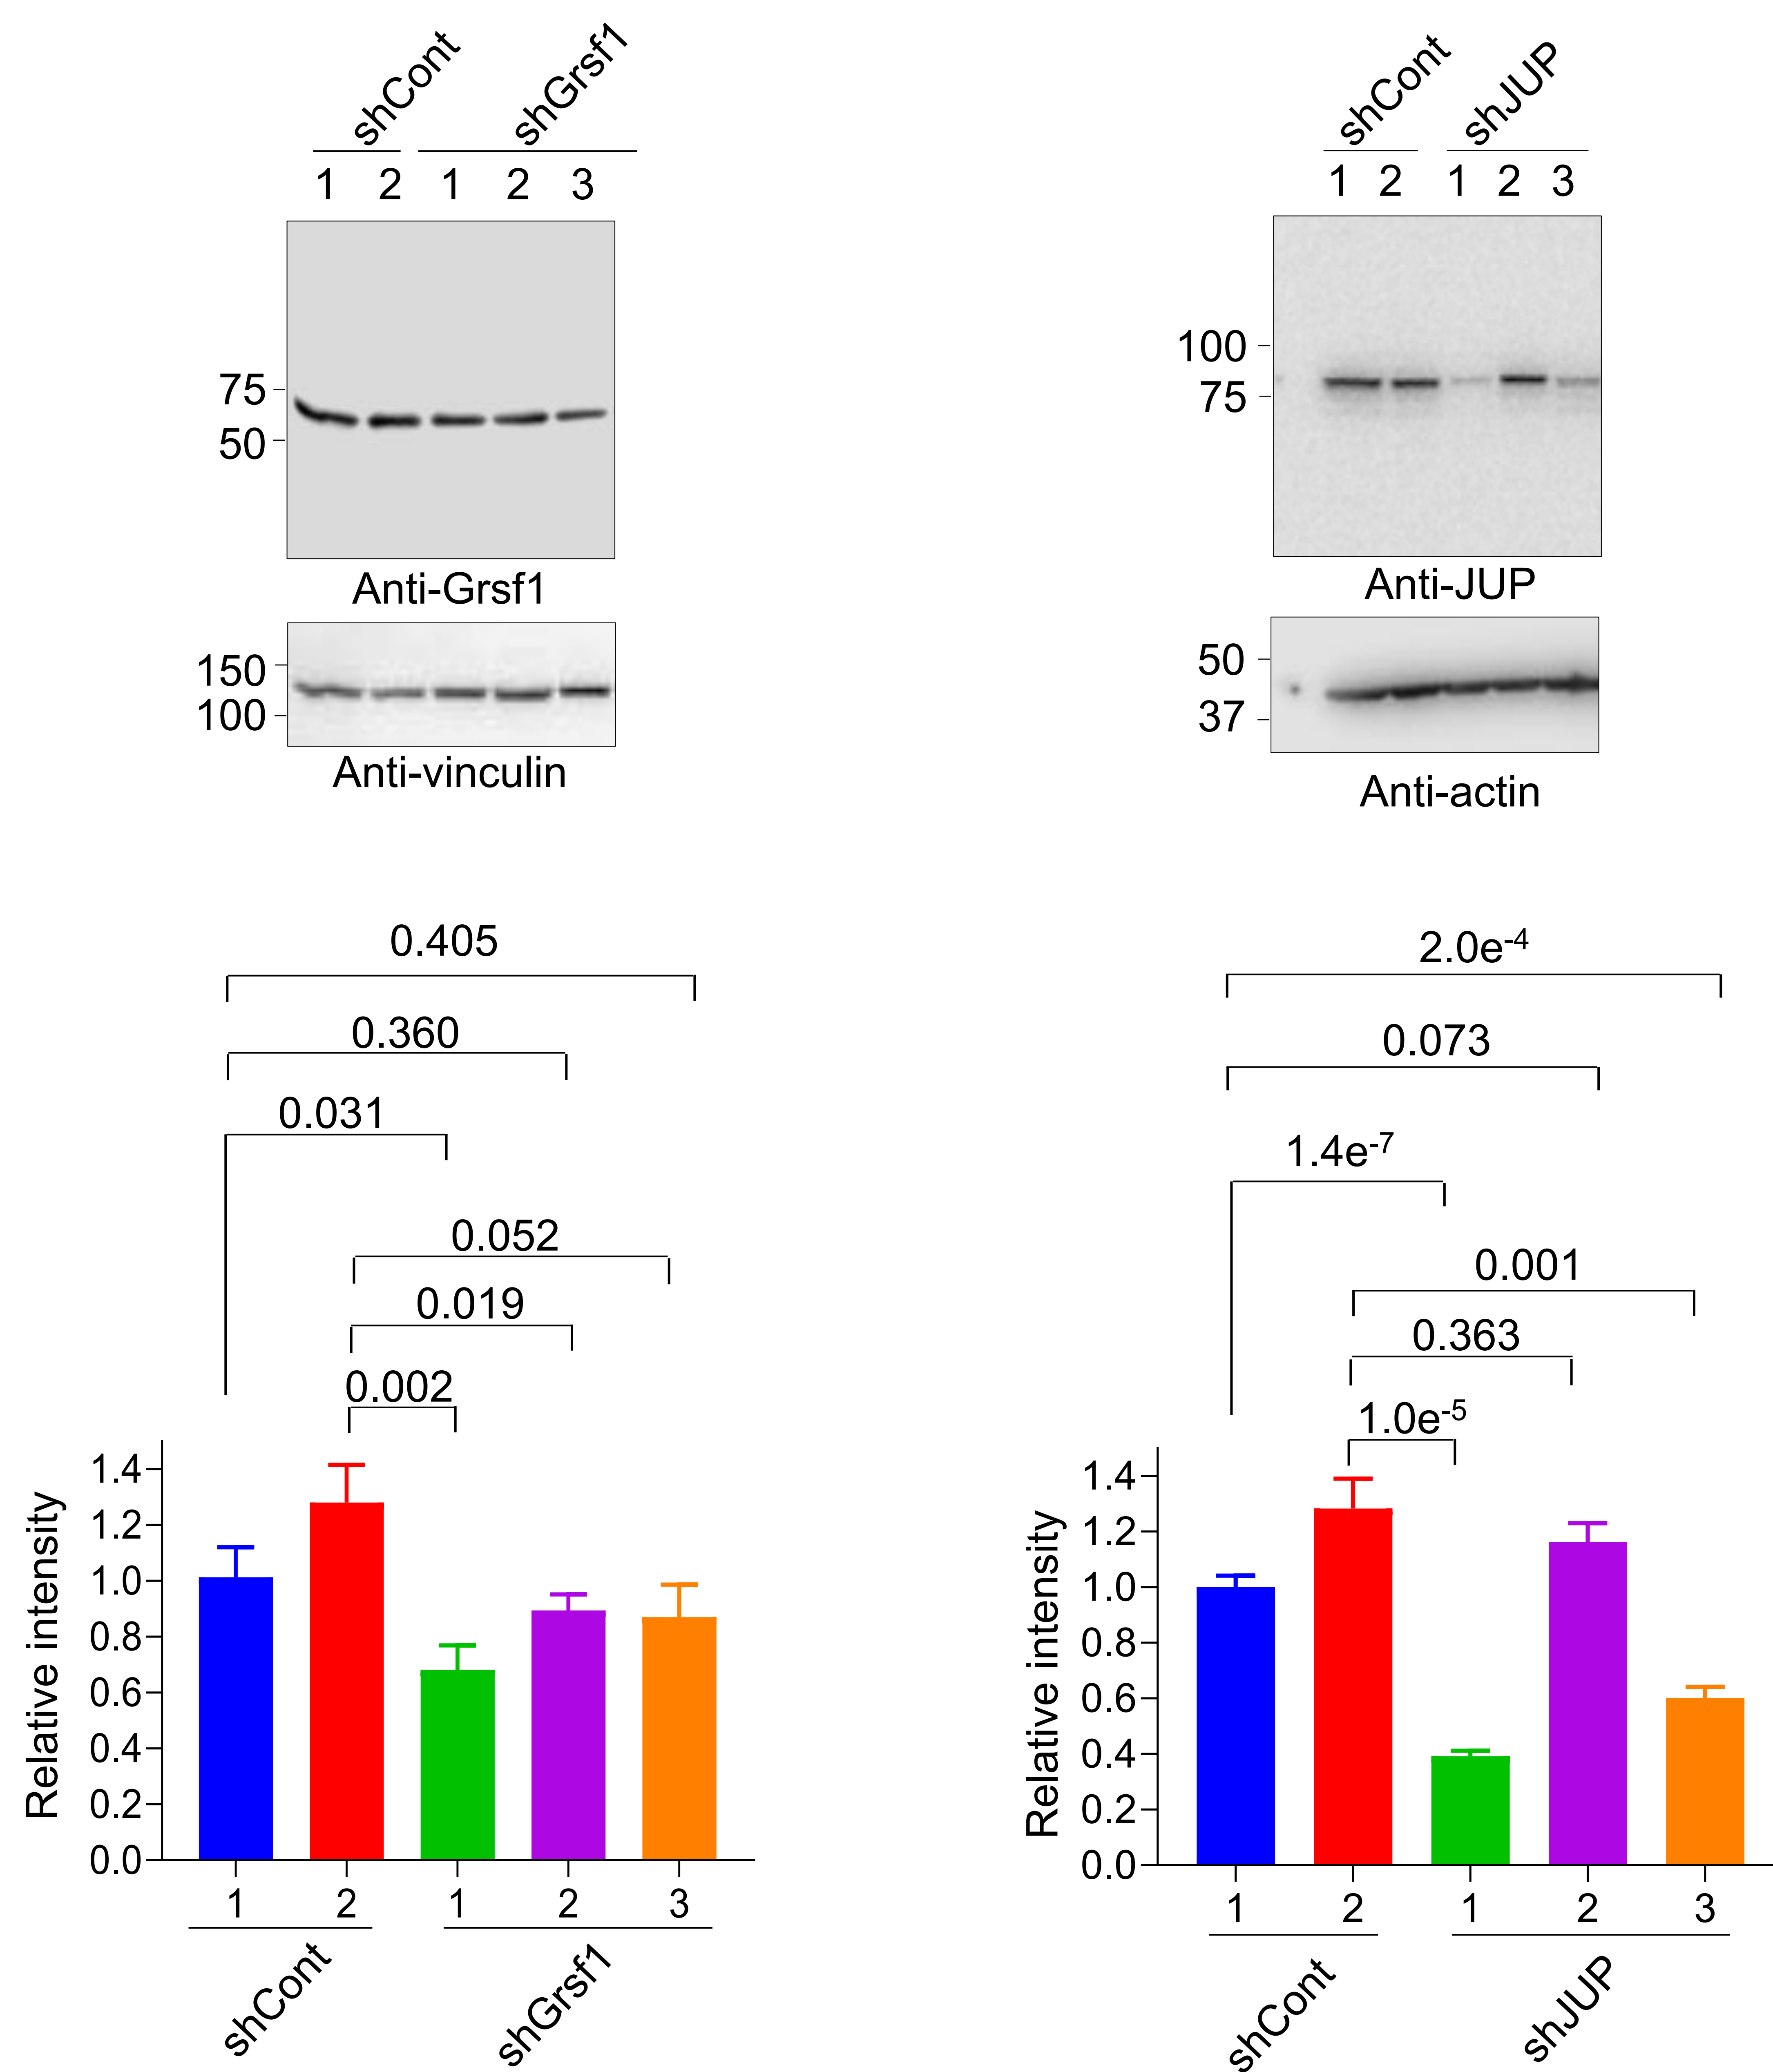 shCont shGrsf1
1 2 1 2 3
75
50
Anti-Grsf1
150
100
Anti-vinculin
shCont shJUP
1 2 1 2 3
100
75
Anti-JUP
50
37
Anti-actin
0.405
0.360
0.031
0.052
0.019
0.002
Relative intensity
1.4
1.2
1.0
0.8
0.6
0.4
0.2
0.0
1 2 1 2 3
shCont shGrsf1
2.0e-4
0.073
1.4e-7
0.001
0.363
1.0e-5
Relative intensity
1.4
1.2
1.0
0.8
0.6
0.4
0.2
0.0
1 2 1 2 3
shCont shJUP